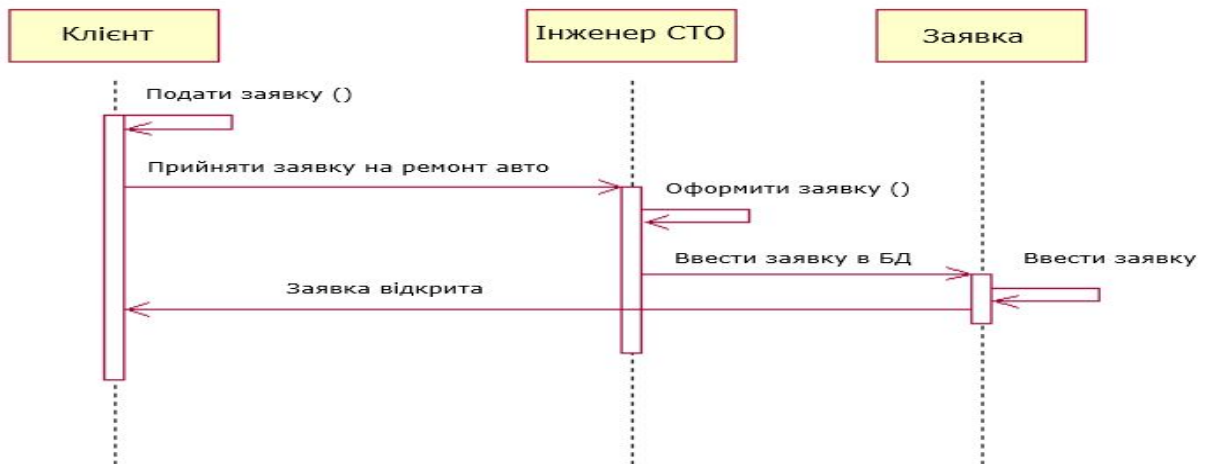 Клієнт
Інженер СТО
Заявка
Подати заявку ()
Прийняти заявку на ремонт авто
Оформити заявку ()
Ввести заявку в БД
Ввести заявку
Заявка відкрита